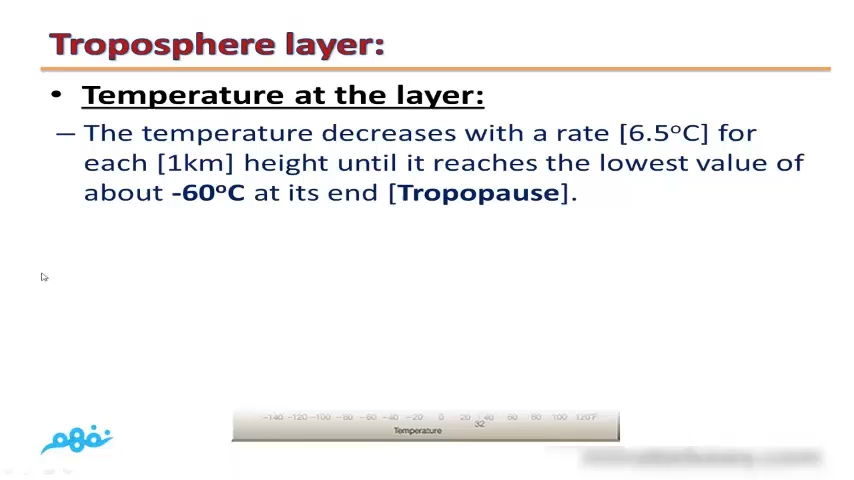 Troposphere layer:
• Temperature at the layer:
– The temperature decreases with a rate [6.5ºC] for
each [1km] height until it reaches the lowest value of
about -60ºC at its end [Tropopause].
-140 -120 -100 -80 -60 -40 -20 0 20 40 60 80 100 120°F
32
Temperature
نفهم